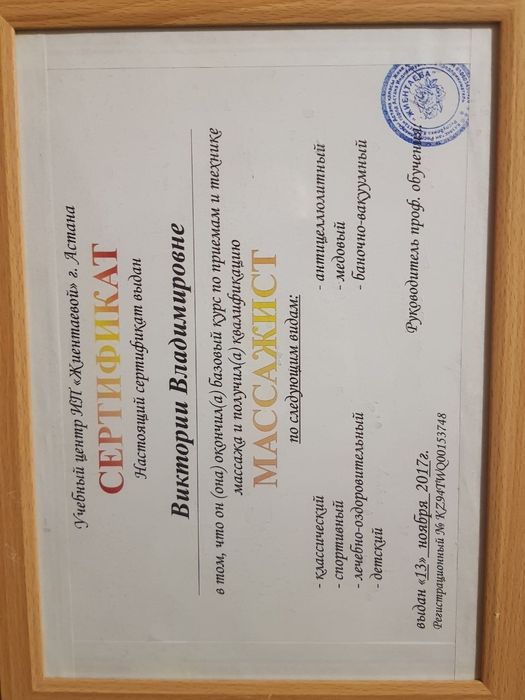 Учебный центр ИП «Жиентаевой» г. Астана
СЕРТИФИКАТ
Настоящий сертификат выдан
Виктории Владимировне
в том, что он (она) окончил(а) базовый курс по приемам и технике
массажа и получил(а) квалификацию
МАССАЖИСТ
по следующим видам:
- классический
- спортивный
- лечебно-оздоровительный
- детский
- антицеллюлитный
- медовый
- баночно-вакуумный
выдан «13» ноября 2017г.
Регистрационный № KZ94TWQ00153748
Руководитель проф. обучения:
ЖИЕНТАЕВА